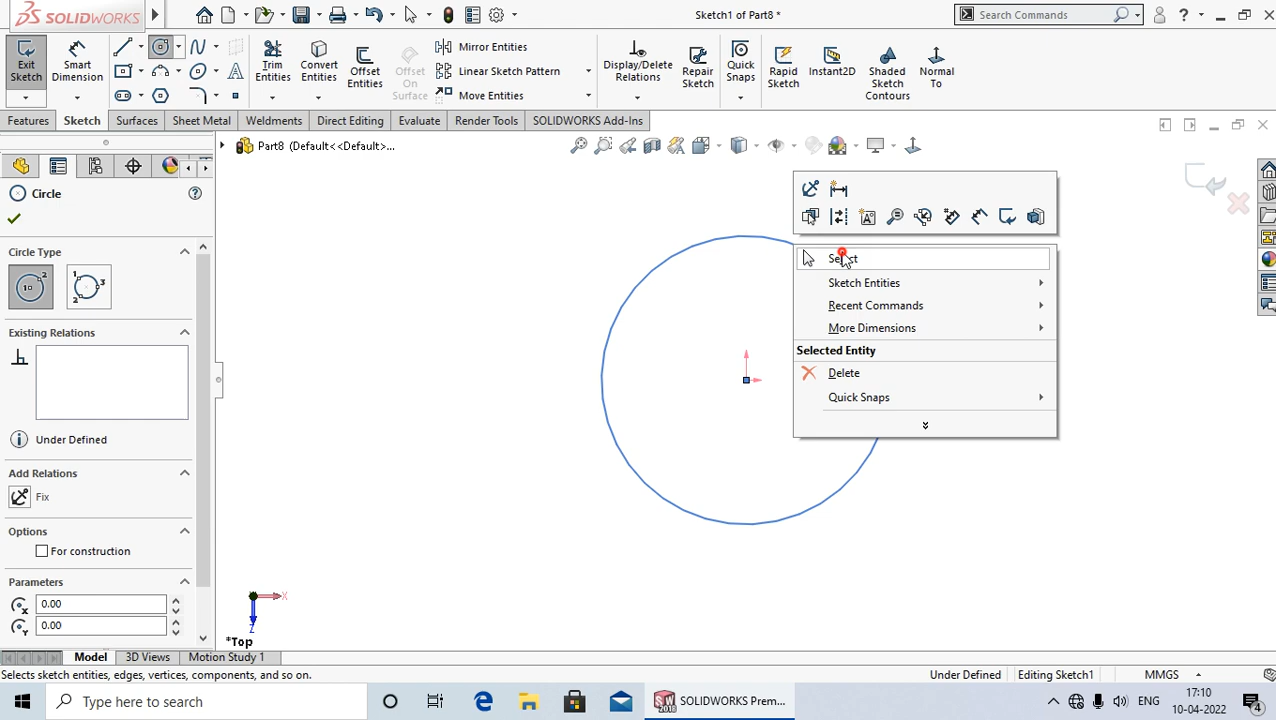 SOLIDWORKS
Sketch1 of Part8 *
Search Commands
Exit Sketch
Smart Dimension
Trim Entities
Convert Entities
Offset Entities
Offset On Surface
Mirror Entities
Linear Sketch Pattern
Move Entities
Display/Delete Relations
Repair Sketch
Quick Snaps
Rapid Sketch
Instant2D
Shaded Sketch Contours
Normal To
Features
Sketch
Surfaces
Sheet Metal
Weldments
Direct Editing
Evaluate
Render Tools
SOLIDWORKS Add-Ins
Part8 (Default<<Default>...
Circle
Circle Type
Existing Relations
Under Defined
Add Relations
Fix
Options
For construction
Parameters
0.00
0.00
Select
Sketch Entities
Recent Commands
More Dimensions
Selected Entity
Delete
Quick Snaps
X
Z
*Top
Model
3D Views
Motion Study 1
Selects sketch entities, edges, vertices, components, and so on.
Under Defined
Editing Sketch1
MMGS
Type here to search
SOLIDWORKS Prem...
ENG
17:10
10-04-2022